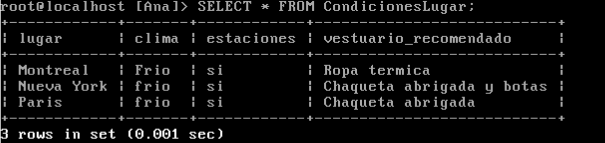 root@localhost [Ana]> SELECT * FROM CondicionesLugar;
+------------+-------+------------+--------------------------+
| lugar      | clima | estaciones | vestuario_recomendado    |
+------------+-------+------------+--------------------------+
| Montreal   | Frio  | si         | Ropa termica             |
| Nueva York | frio  | si         | Chaqueta abrigada y botas |
| Paris      | frio  | si         | Chaqueta abrigada        |
+------------+-------+------------+--------------------------+
3 rows in set (0.001 sec)